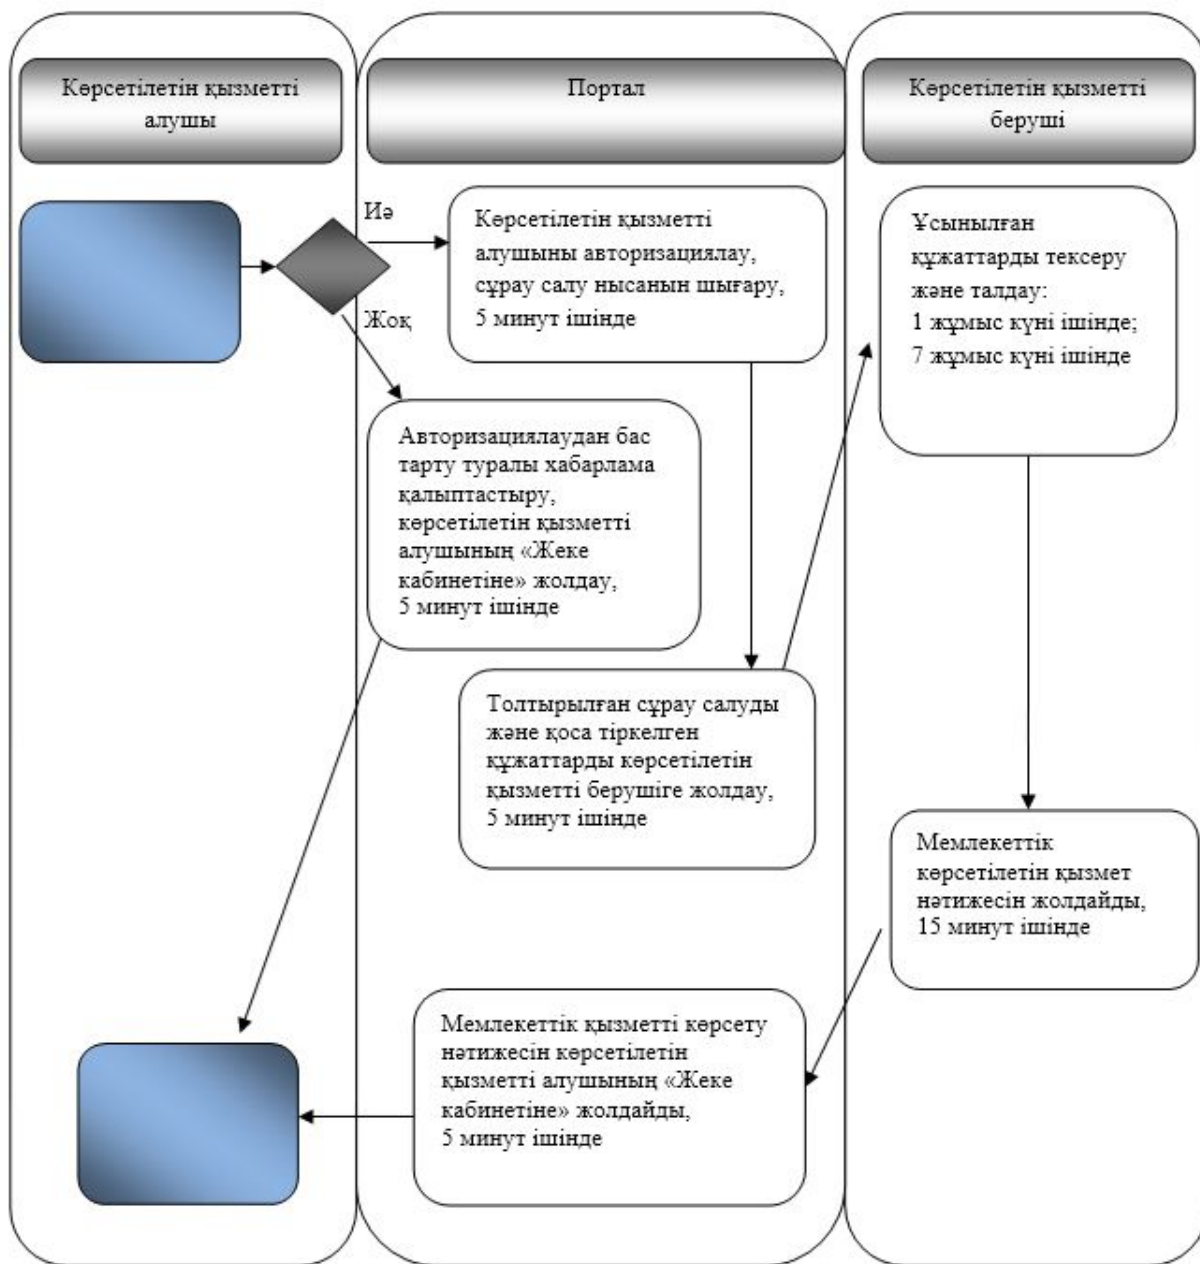 Көрсетілетін қызметті
алушы
Портал
Көрсетілетін қызметті
беруші
Иә
Жоқ
Көрсетілетін қызметті
алушыны авторизациялау,
сұрау салу нысанын шығару,
5 минут ішінде
Ұсынылған
құжаттарды тексеру
және талдау:
1 жұмыс күні ішінде;
7 жұмыс күні ішінде
Авторизациялаудан бас
тарту туралы хабарлама
қалыптастыру,
көрсетілетін қызметті
алушының «Жеке
кабинетіне» жолдау,
5 минут ішінде
Толтырылған сұрау салуды
және қоса тіркелген
құжаттарды көрсетілетін
қызметті берушіге жолдау,
5 минут ішінде
Мемлекеттік
көрсетілетін қызмет
нәтижесін жолдайды,
15 минут ішінде
Мемлекеттік қызметті көрсету
нәтижесін көрсетілетін
қызметті алушының «Жеке
кабинетіне» жолдайды,
5 минут ішінде